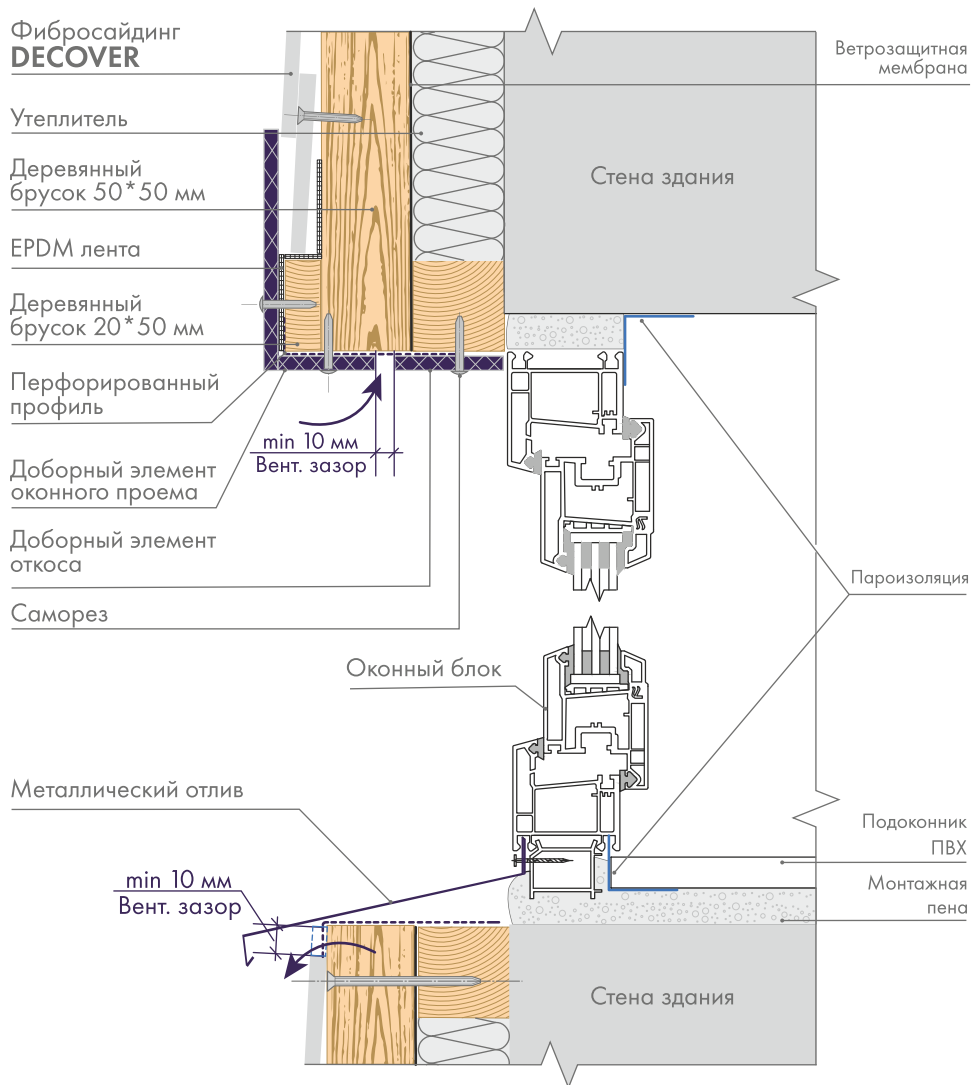 Фибросайдинг
DECOVER
Утеплитель
Деревянный
брусок 50*50 мм
EPDM лента
Деревянный
брусок 20*50 мм
Перфорированный
профиль
Доборный элемент
оконного проема
Доборный элемент
откоса
Саморез
Ветрозащитная
мембрана
Стена здания
min 10 мм
Вент. зазор
Пароизоляция
Оконный блок
Металлический отлив
min 10 мм
Вент. зазор
Подоконник
ПВХ
Монтажная
пена
Стена здания